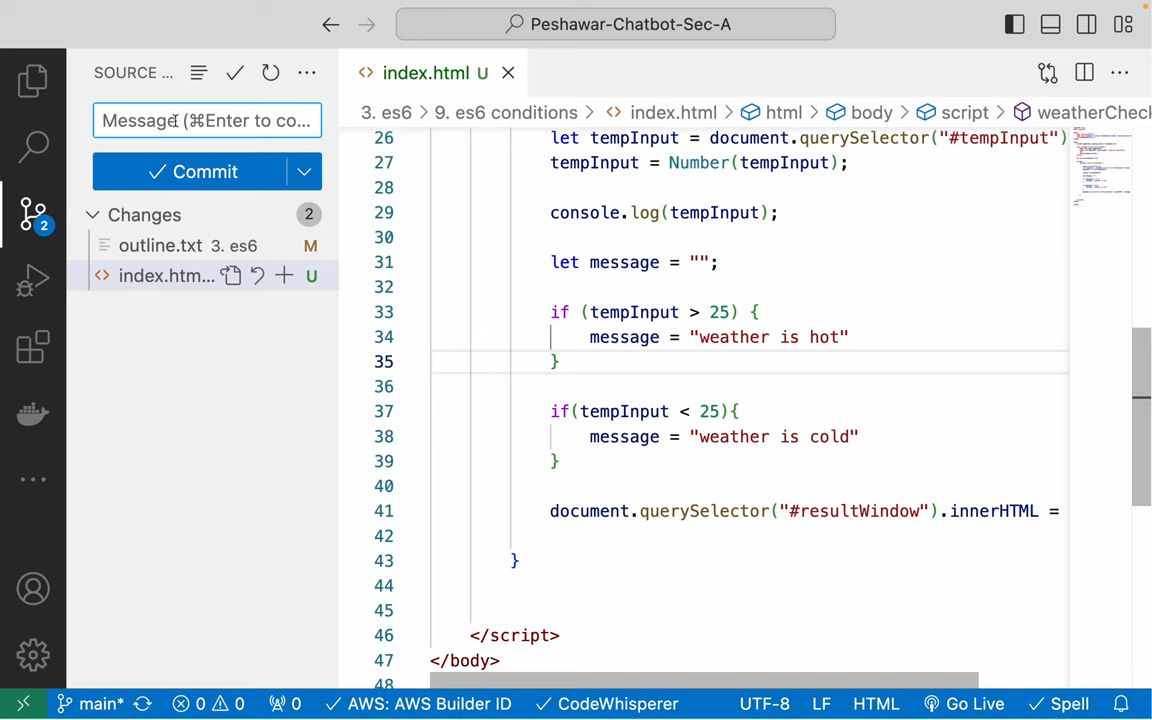 Peshawar-Chatbot-Sec-A
SOURCE ...
index.html U
3. es6 > 9. es6 conditions > index.html > html > body > script > weatherChec
Message (⌘Enter to co...
Commit
Changes 2
outline.txt 3. es6 M
index.htm... U
2
26 let tempInput = document.querySelector("#tempInput")
27 tempInput = Number(tempInput);
28
29 console.log(tempInput);
30
31 let message = "";
32
33 if (tempInput > 25) {
34 message = "weather is hot"
35 }
36
37 if(tempInput < 25){
38 message = "weather is cold"
39 }
40
41 document.querySelector("#resultWindow").innerHTML =
42
43 }
44
45
46 </script>
47 </body>
48
main* 0 0 0 AWS: AWS Builder ID CodeWhisperer UTF-8 LF HTML Go Live Spell